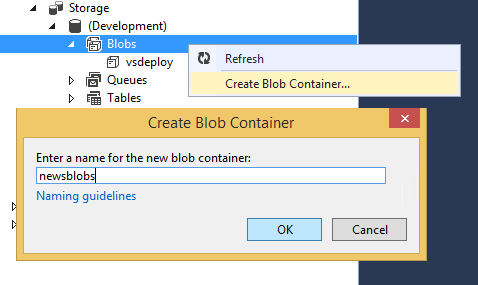 Storage
(Development)
Blobs
Refresh
vsdeploy
Create Blob Container...
Queues
Tables
Create Blob Container
Enter a name for the new blob container:
newsblobs
Naming guidelines
OK
Cancel